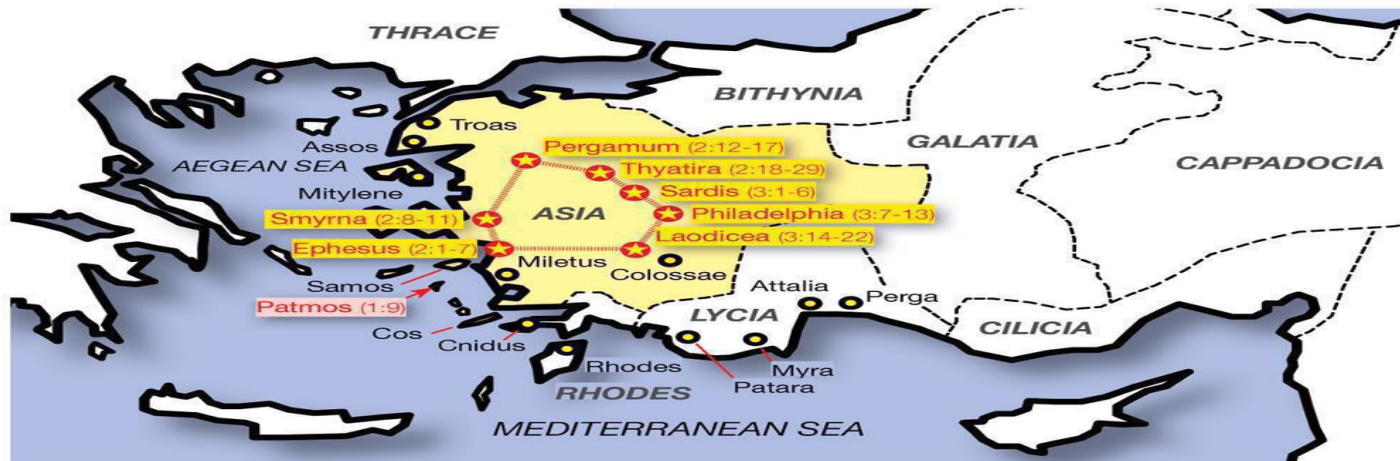 THRACE
BITHYNIA
GALATIA
CAPPADOCIA
Troas
Assos
Pergamum (2:12-17)
AEGEAN SEA
Thyatira (2:18-29)
Mitylene
Sardis (3:1-6)
Smyrna (2:8-11)
ASIA
Philadelphia (3:7-13)
Ephesus (2:1-7)
Laodicea (3:14-22)
Miletus
Colossae
Samos
Patmos (1:9)
Attalia
Perga
LYCIA
CILICIA
Cos
Cnidus
Rhodes
Myra
Patara
RHODES
MEDITERRANEAN SEA